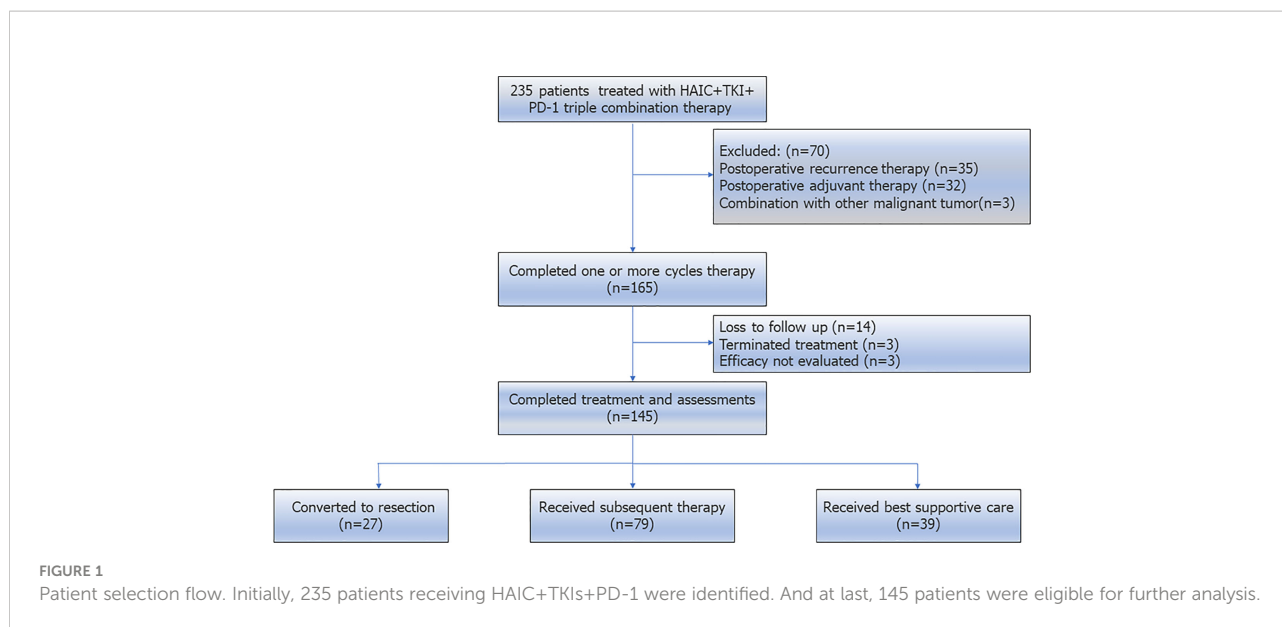 235 patients treated with HAIC+TKI+
PD-1 triple combination therapy
Excluded: (n=70)
Postoperative recurrence therapy (n=35)
Postoperative adjuvant therapy (n=32)
Combination with other malignant tumor(n=3)
Completed one or more cycles therapy
(n=165)
Loss to follow up (n=14)
Terminated treatment (n=3)
Efficacy not evaluated (n=3)
Completed treatment and assessments
(n=145)
Converted to resection
(n=27)
Received subsequent therapy
(n=79)
Received best supportive care
(n=39)
FIGURE 1
Patient selection flow. Initially, 235 patients receiving HAIC+TKIs+PD-1 were identified. And at last, 145 patients were eligible for further analysis.